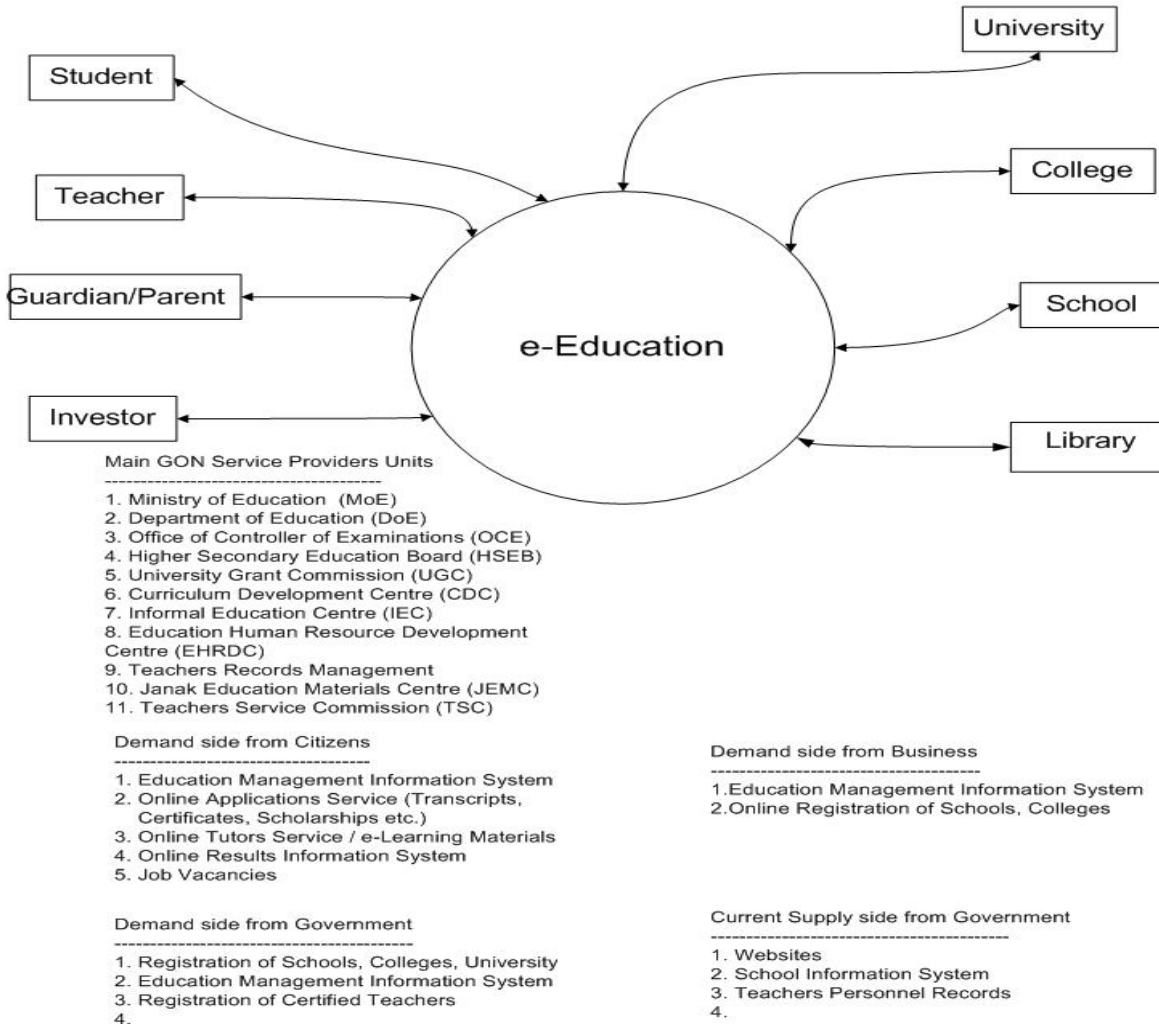 University
Student
College
Teacher
Guardian/Parent
School
e-Education
Investor
Library
Main GON Service Providers Units
---------------------------------------
1. Ministry of Education  (MoE)
2. Department of Education (DoE)
3. Office of Controller of Examinations (OCE)
4. Higher Secondary Education Board (HSEB)
5. University Grant Commission (UGC)
6. Curriculum Development Centre (CDC)
7. Informal Education Centre (IEC)
8. Education Human Resource Development
Centre (EHRDC)
9. Teachers Records Management
10. Janak Education Materials Centre (JEMC)
11. Teachers Service Commission (TSC)
Demand side from Citizens
------------------------------------
1. Education Management Information System
2. Online Applications Service (Transcripts,
Certificates, Scholarships etc.)
3. Online Tutors Service / e-Learning Materials
4. Online Results Information System
5. Job Vacancies
Demand side from Business
--------------------------------------
1.Education Management Information System
2.Online Registration of Schools, Colleges
Demand side from Government
------------------------------------------
1. Registration of Schools, Colleges, University
2. Education Management Information System
3. Registration of Certified Teachers
4.
Current Supply side from Government
------------------------------------------
1. Websites
2. School Information System
3. Teachers Personnel Records
4.